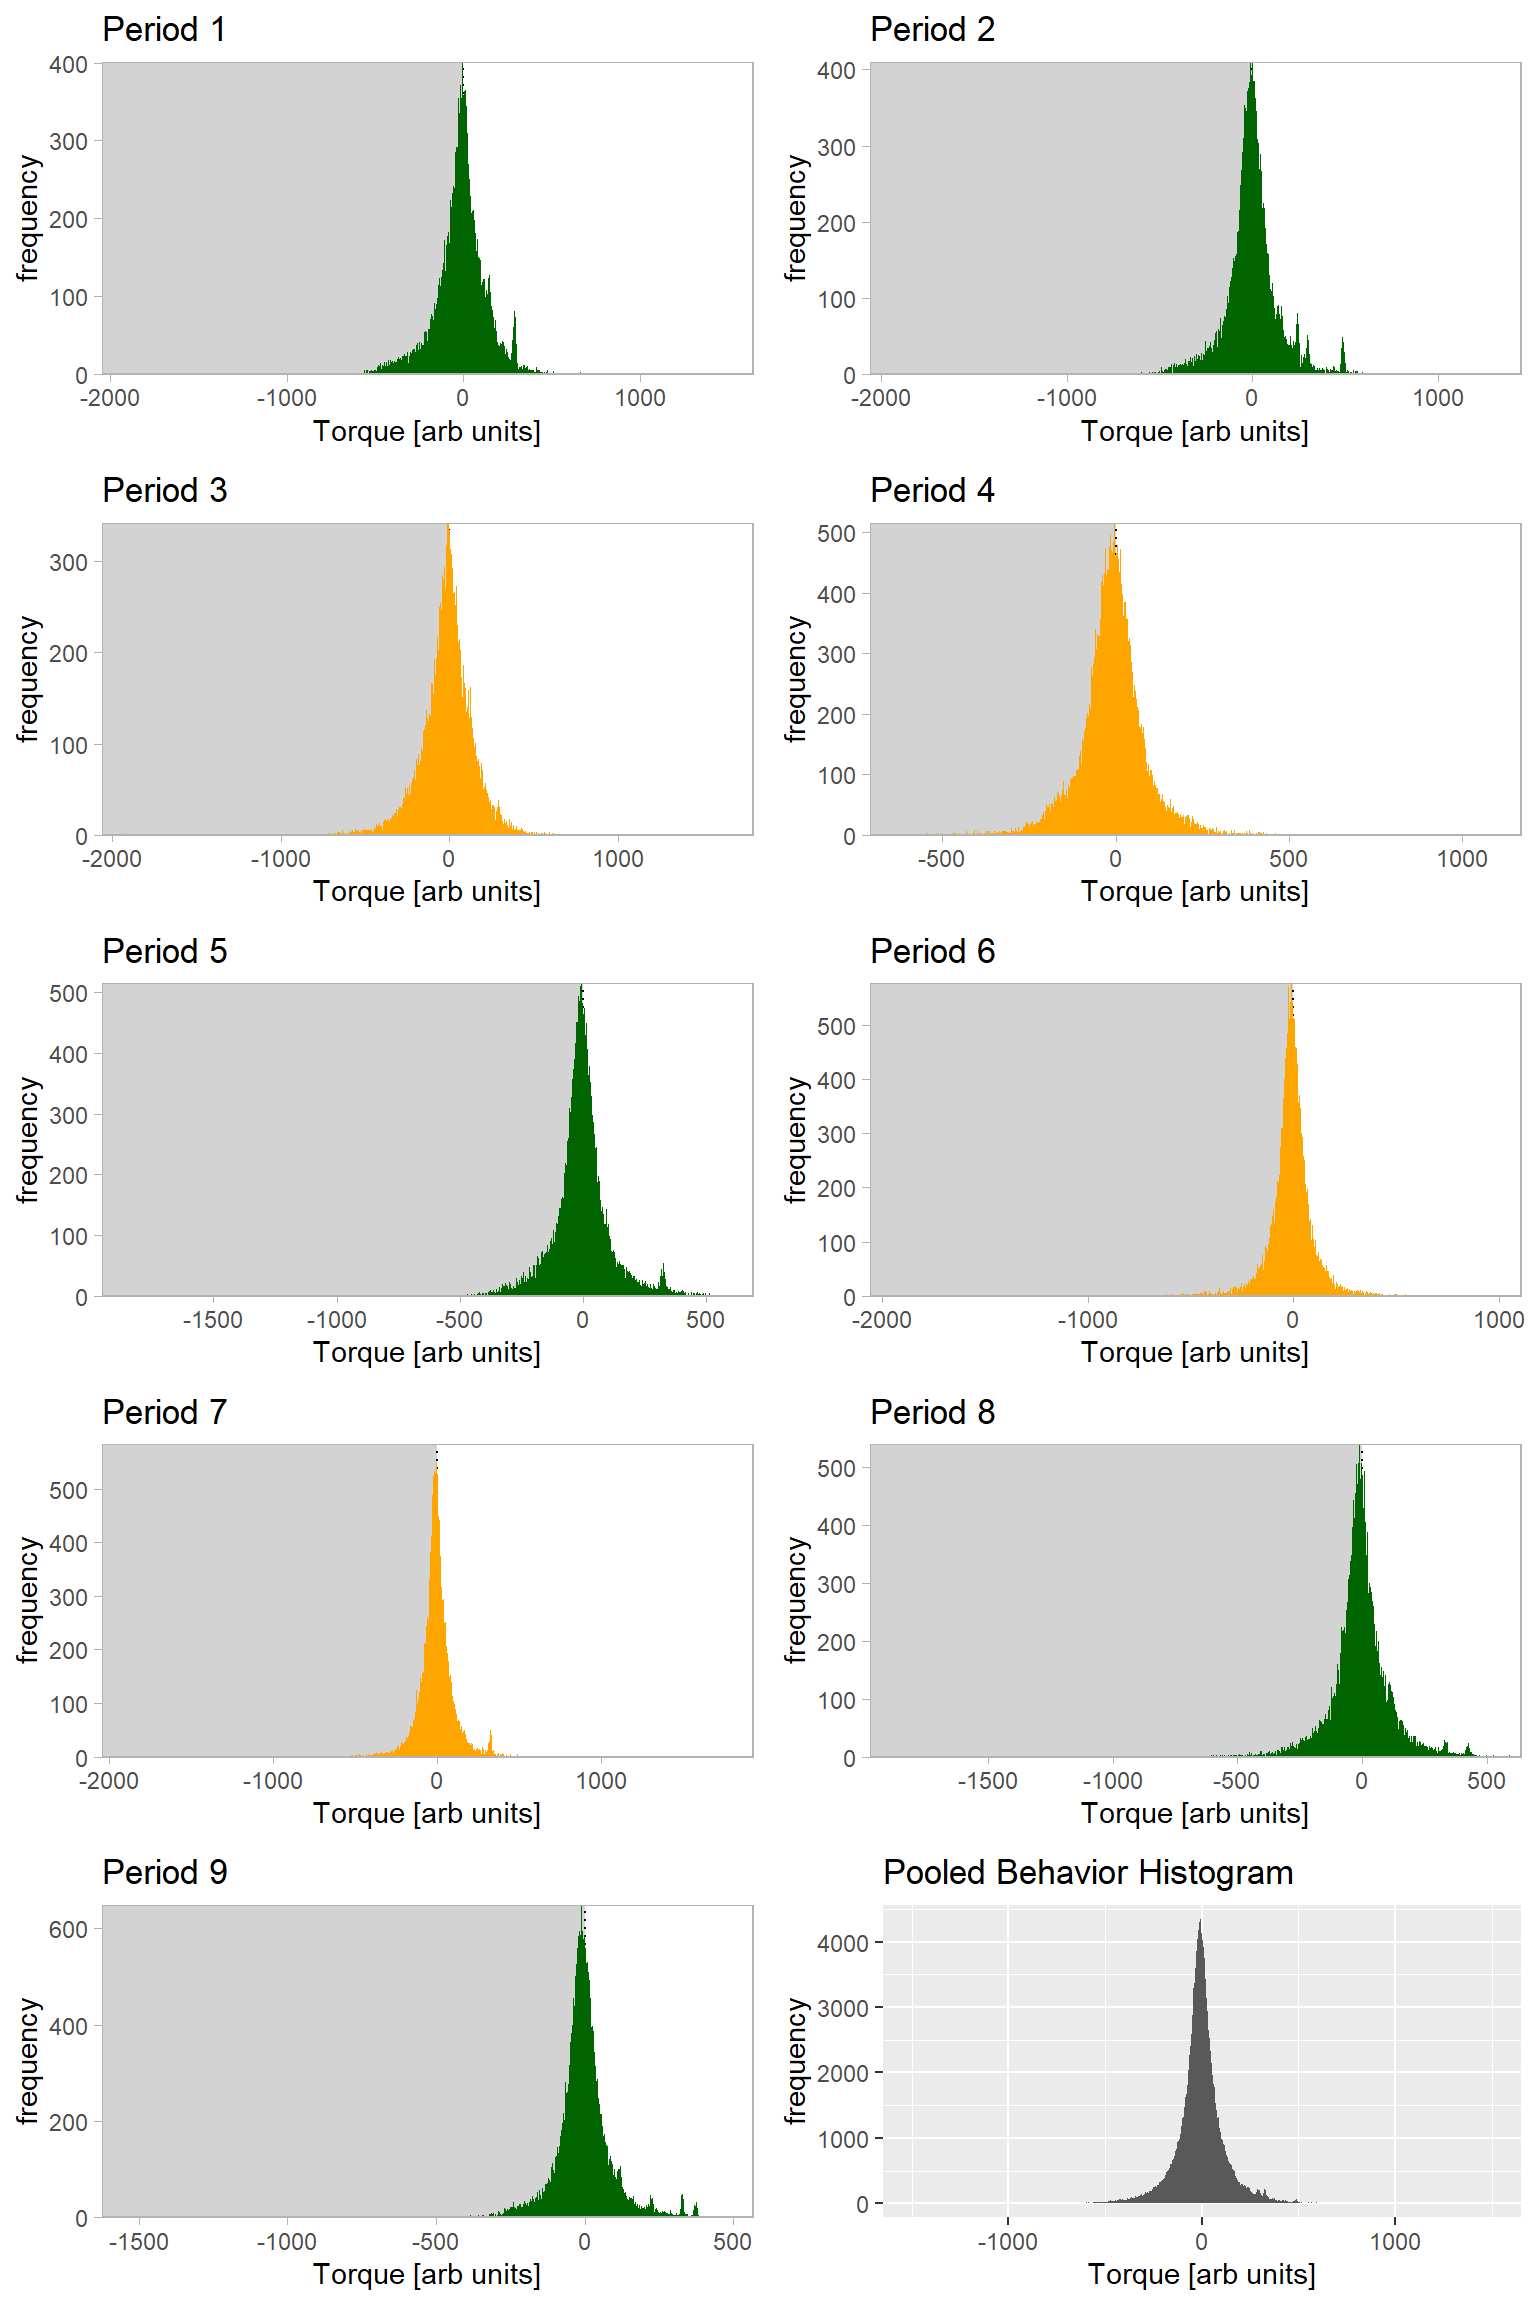 Period 1
400
300
200
100
0
-2000 -1000 0 1000
Torque [arb units]
frequency
Period 2
400
300
200
100
0
-2000 -1000 0 1000
Torque [arb units]
frequency
Period 3
300
200
100
0
-2000 -1000 0 1000
Torque [arb units]
frequency
Period 4
500
400
300
200
100
0
-500 0 500 1000
Torque [arb units]
frequency
Period 5
500
400
300
200
100
0
-1500 -1000 -500 0 500
Torque [arb units]
frequency
Period 6
500
400
300
200
100
0
-2000 -1000 0 1000
Torque [arb units]
frequency
Period 7
500
400
300
200
100
0
-2000 -1000 0 1000
Torque [arb units]
frequency
Period 8
500
400
300
200
100
0
-1500 -1000 -500 0 500
Torque [arb units]
frequency
Period 9
600
400
200
0
-1500 -1000 -500 0 500
Torque [arb units]
frequency
Pooled Behavior Histogram
4000
3000
2000
1000
0
-1000 0 1000
Torque [arb units]
frequency